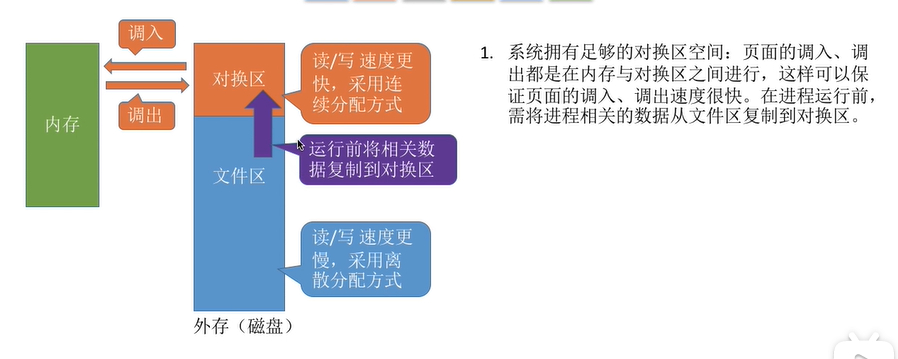 调入
内存
调出
对换区
文件区
外存（磁盘）
读/写 速度更
快，采用连
续分配方式
运行前将相关数
据复制到对换区
读/写 速度更
慢，采用离
散分配方式
1. 系统拥有足够的对换区空间：页面的调入、调
出都是在内存与对换区之间进行，这样可以保
证页面的调入、调出速度很快。在进程运行前，
需将进程相关的数据从文件区复制到对换区。